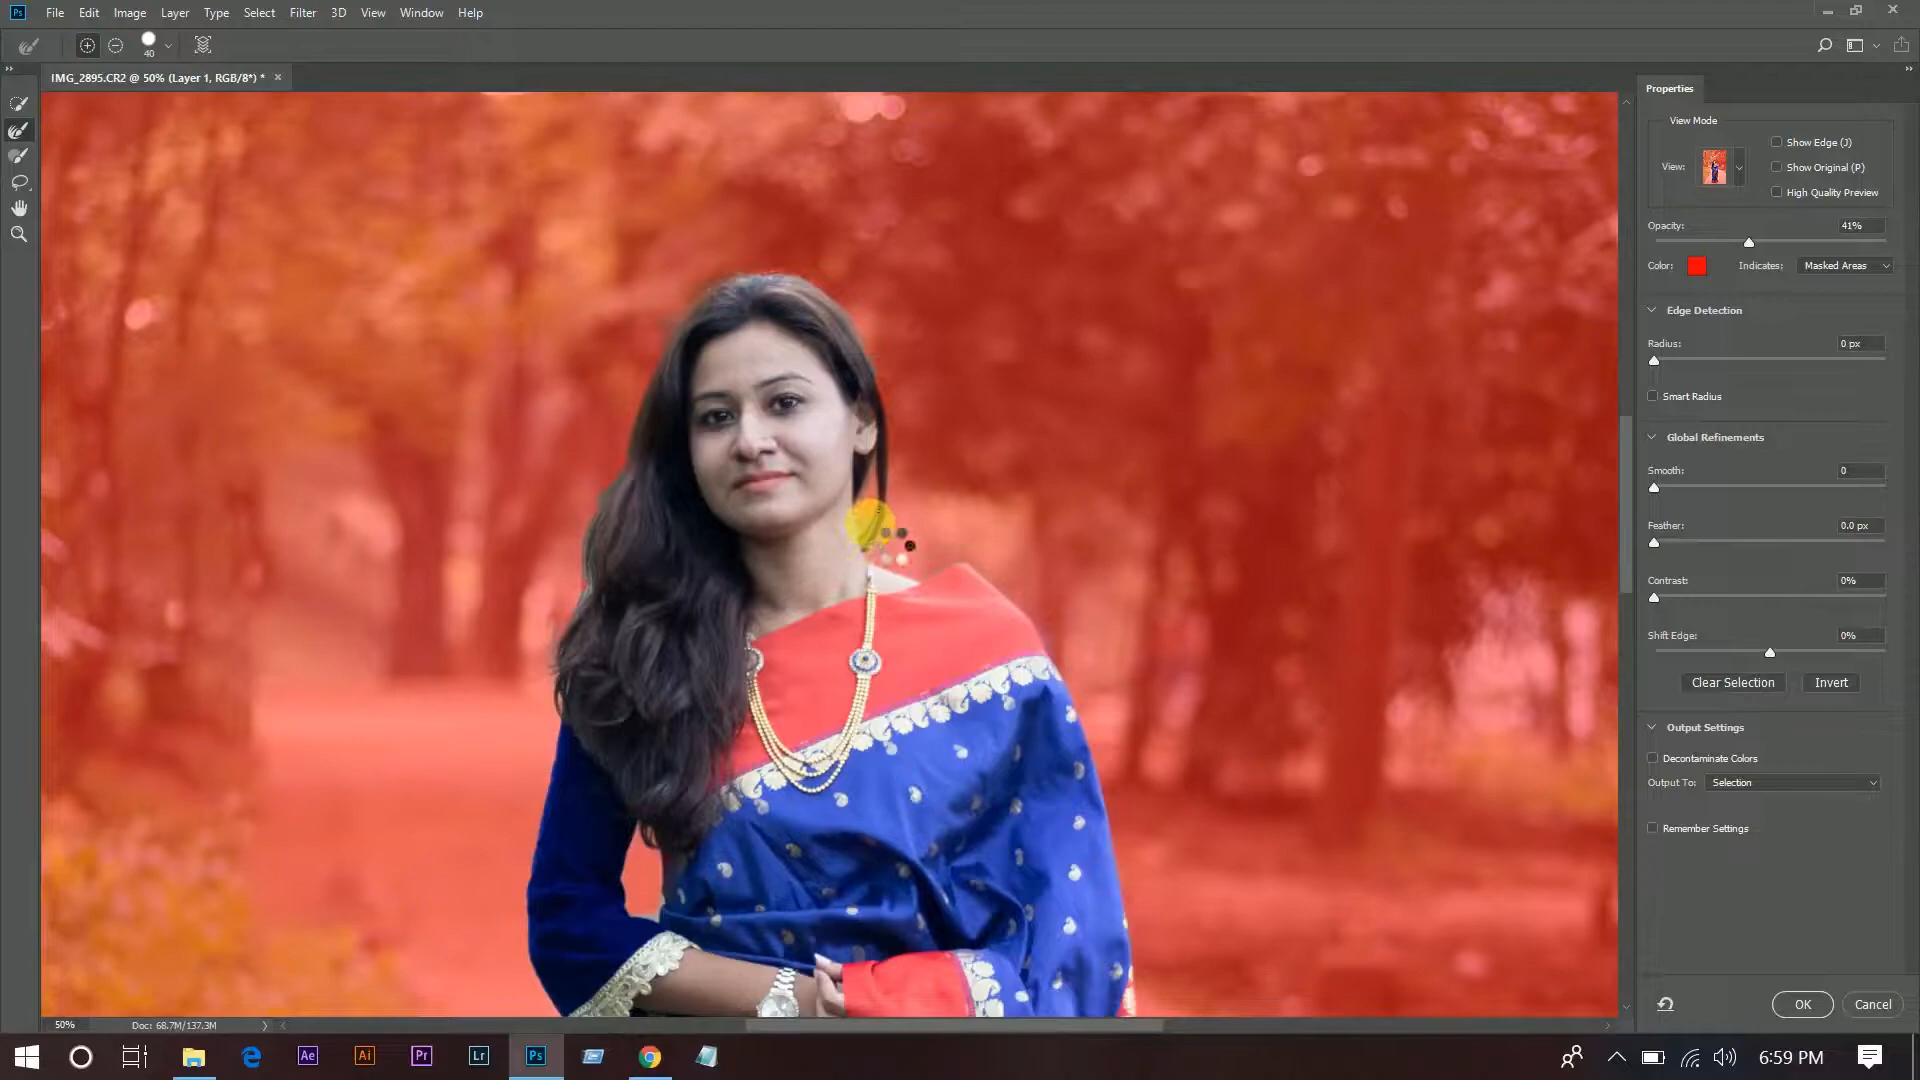 Ps File Edit Image Layer Type Select Filter 3D View Window Help
40
IMG_2895.CR2 @ 50% (Layer 1, RGB/8*) *
Properties
View Mode
View:
Show Edge (J)
Show Original (P)
High Quality Preview
Opacity: 41%
Color: Indicates: Masked Areas
Edge Detection
Radius: 0 px
Smart Radius
Global Refinements
Smooth: 0
Feather: 0.0 px
Contrast: 0%
Shift Edge: 0%
Clear Selection Invert
Output Settings
Decontaminate Colors
Output To: Selection
Remember Settings
OK Cancel
50% Doc: 68.7M/137.3M
Ae Ai Pr Lr Ps 6:59 PM